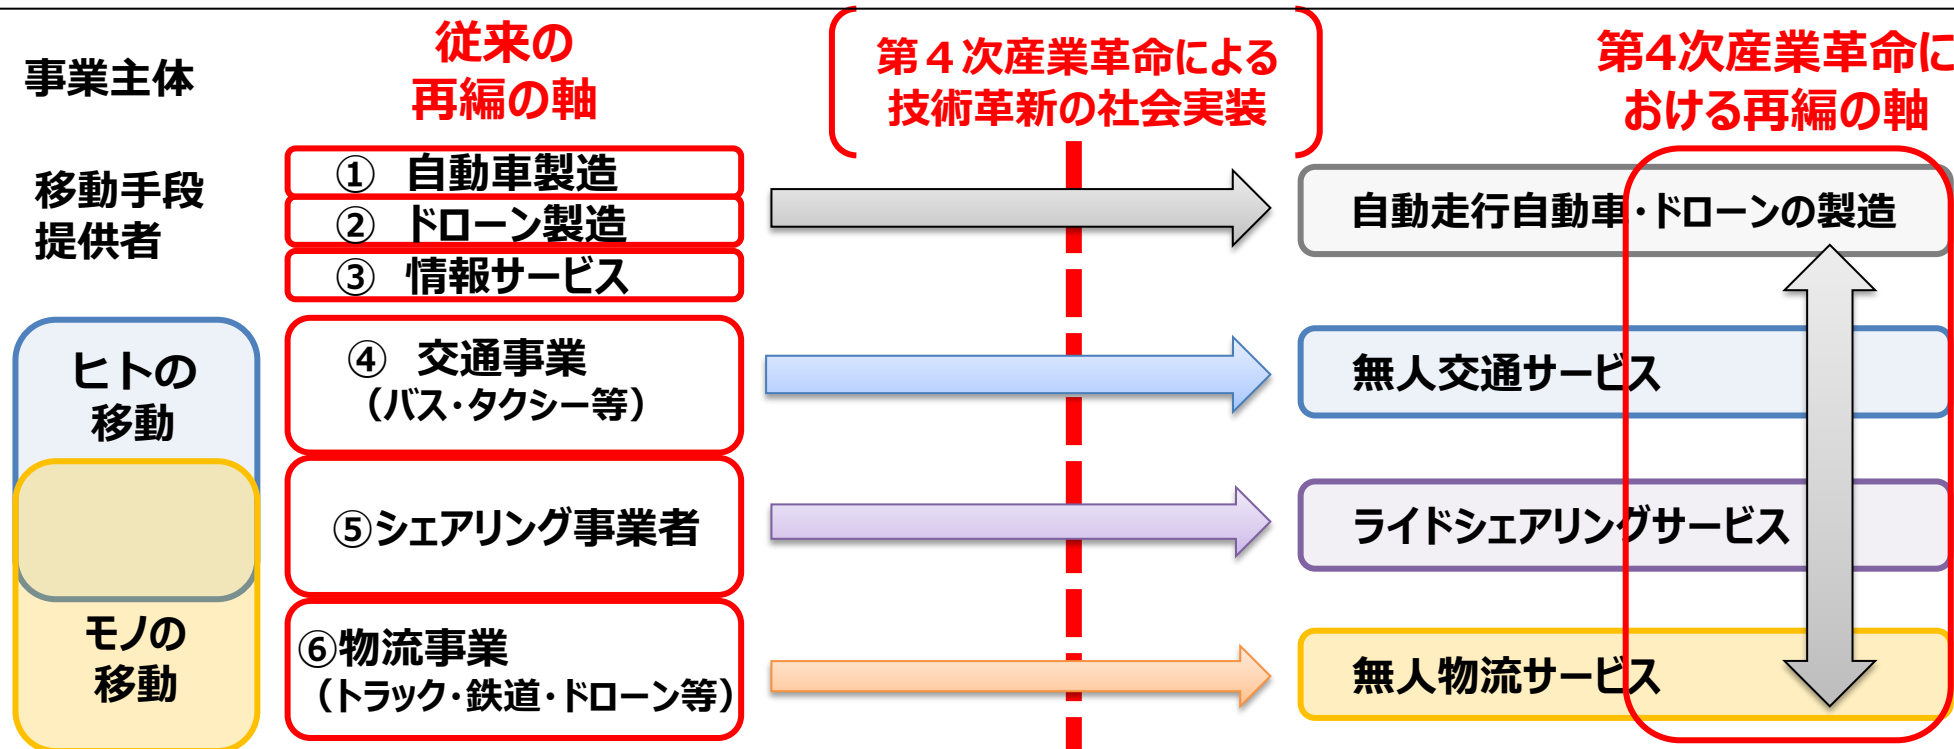 事業主体
従来の
再編の軸
第４次産業革命による
技術革新の社会実装
第4次産業革命に
おける再編の軸
移動手段
提供者
① 自動車製造
② ドローン製造
③ 情報サービス
自動走行自動車・ドローンの製造
ヒトの
移動
④ 交通事業
（バス・タクシー等）
無人交通サービス
⑤シェアリング事業者
ライドシェアリングサービス
モノの
移動
⑥物流事業
（トラック・鉄道・ドローン等）
無人物流サービス